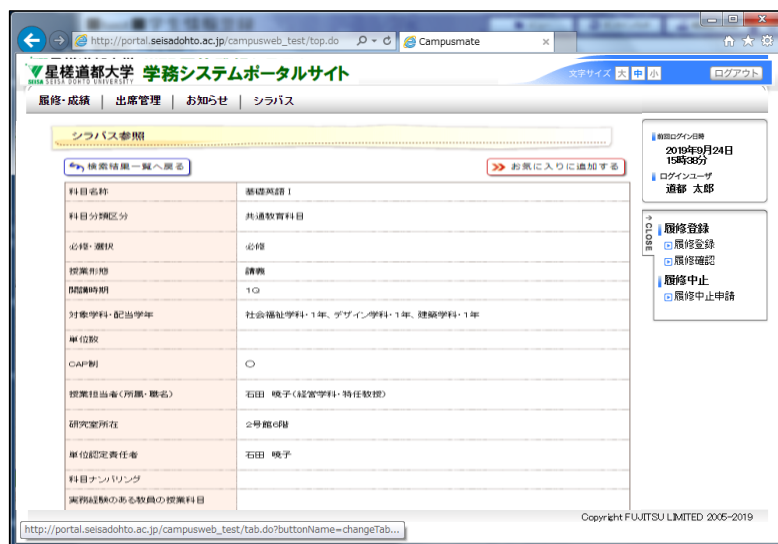 http://portal.seisadohto.ac.jp/campusweb_test/top.do
Campusmate
星槎道都大学 学務システムポータルサイト
SEISA DOHTO UNIVERSITY
文字サイズ 大 中 小
ログアウト
履修・成績 | 出席管理 | お知らせ | シラバス
シラバス参照
検索結果一覧へ戻る
お気に入りに追加する
科目名称 基礎英語Ⅰ
科目分類区分 共通教育科目
必修・選択 必修
授業形態 講義
開講時期 1Q
対象学科・配当学年 社会福祉学科・1年、デザイン学科・1年、建築学科・1年
単位数
CAP制 ○
授業担当者(所属・職名) 石田 暁子(経営学科・特任教授)
研究室所在 2号館6階
単位認定責任者 石田 暁子
科目ナンバリング
実務経験のある教員の授業科目
前回ログイン日時
2019年9月24日
15時38分
ログインユーザ
道都 太郎
CLOSE
履修登録
履修登録
履修確認
履修中止
履修中止申請
Copyright FUJITSU LIMITED 2005-2019
http://portal.seisadohto.ac.jp/campusweb_test/tab.do?buttonName=changeTab...